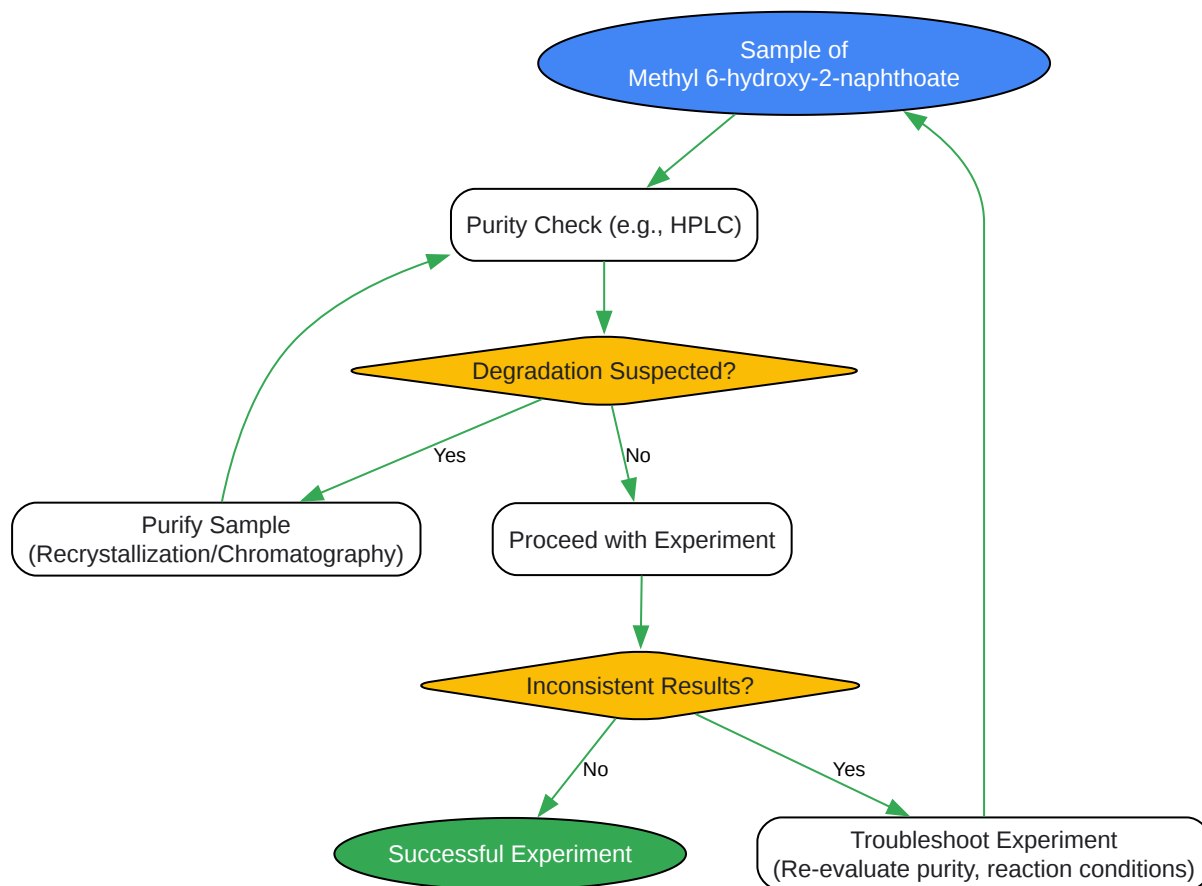 Sample of
Methyl 6-hydroxy-2-naphthoate
Purity Check (e.g., HPLC)
Degradation Suspected?
Yes
No
Purify Sample
(Recrystallization/Chromatography)
Proceed with Experiment
Inconsistent Results?
No
Yes
Successful Experiment
Troubleshoot Experiment
(Re-evaluate purity, reaction conditions)